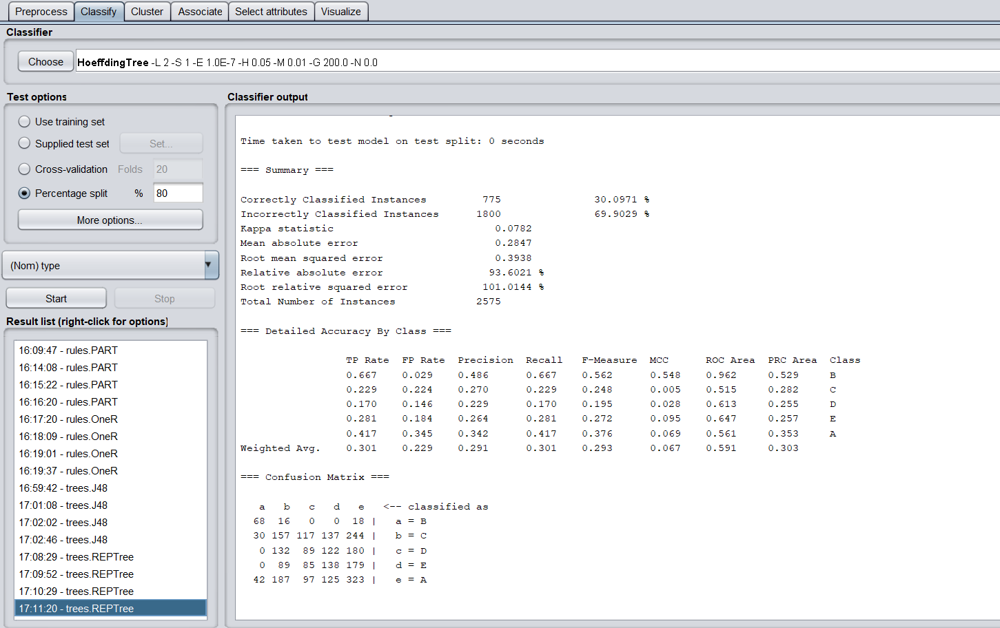 Preprocess Classify Cluster Associate Select attributes Visualize
Classifier
Choose HoeffdingTree -L 2 -S 1 -E 1.0E-7 -H 0.05 -M 0.01 -G 200.0 -N 0.0
Test options
Use training set
Supplied test set Set...
Cross-validation Folds 20
Percentage split % 80
More options...
(Nom) type
Start Stop
Result list (right-click for options)
16:09:47 - rules.PART
16:14:08 - rules.PART
16:15:22 - rules.PART
16:16:20 - rules.PART
16:17:20 - rules.OneR
16:18:09 - rules.OneR
16:19:01 - rules.OneR
16:19:37 - rules.OneR
16:59:42 - trees.J48
17:01:08 - trees.J48
17:02:02 - trees.J48
17:02:46 - trees.J48
17:08:29 - trees.REPTree
17:09:52 - trees.REPTree
17:10:29 - trees.REPTree
17:11:20 - trees.REPTree
Classifier output
Time taken to test model on test split: 0 seconds
=== Summary ===
Correctly Classified Instances 775 30.0971 %
Incorrectly Classified Instances 1800 69.9029 %
Kappa statistic 0.0782
Mean absolute error 0.2847
Root mean squared error 0.3938
Relative absolute error 93.6021 %
Root relative squared error 101.0144 %
Total Number of Instances 2575
=== Detailed Accuracy By Class ===
TP Rate FP Rate Precision Recall F-Measure MCC ROC Area PRC Area Class
0.667 0.029 0.486 0.667 0.562 0.548 0.962 0.529 B
0.229 0.224 0.270 0.229 0.248 0.005 0.515 0.282 C
0.170 0.146 0.229 0.170 0.195 0.028 0.613 0.255 D
0.281 0.184 0.264 0.281 0.272 0.095 0.647 0.257 E
0.417 0.345 0.342 0.417 0.376 0.069 0.561 0.353 A
Weighted Avg. 0.301 0.229 0.291 0.301 0.293 0.067 0.591 0.303
=== Confusion Matrix ===
a b c d e <-- classified as
68 16 0 0 18 | a = B
30 157 117 137 244 | b = C
0 132 89 122 180 | c = D
0 89 85 138 179 | d = E
42 187 97 125 323 | e = A